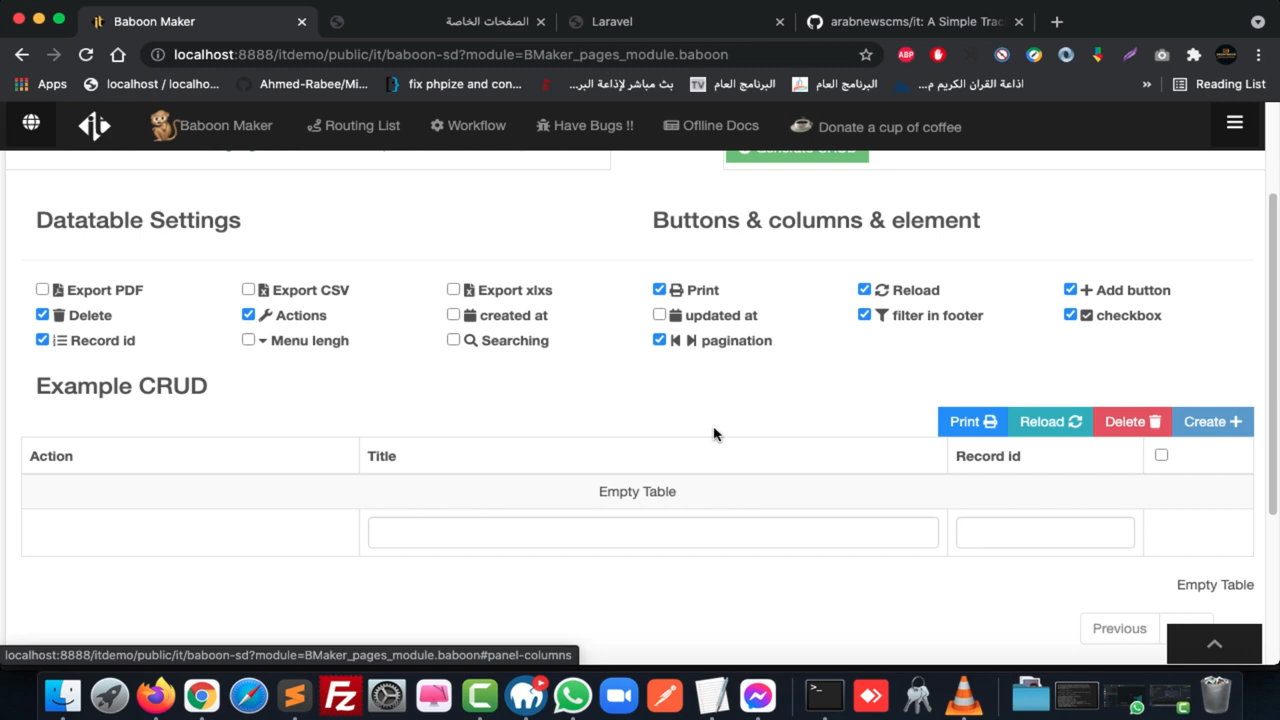 Baboon Maker
الصفحات الخاصة
Laravel
arabnewscms/it: A Simple Trac
localhost:8888/itdemo/public/it/baboon-sd?module=BMaker_pages_module.baboon
ABP
Apps
localhost / localho...
Ahmed-Rabee/Mi...
fix phpize and con...
بث مباشر لإذاعة البر...
البرنامج العام
البرنامج العام
اذاعة القران الكريم م...
»
Reading List
Baboon Maker
Routing List
Workflow
Have Bugs !!
Oflline Docs
Donate a cup of coffee
Generate CRUD
Datatable Settings
Buttons & columns & element
Export PDF
Export CSV
Export xlxs
Print
Reload
Add button
Delete
Actions
created at
updated at
filter in footer
checkbox
Record id
Menu lengh
Searching
pagination
Example CRUD
Print
Reload
Delete
Create
Action
Title
Record id
Empty Table
Empty Table
Previous
localhost:8888/itdemo/public/it/baboon-sd?module=BMaker_pages_module.baboon#panel-columns